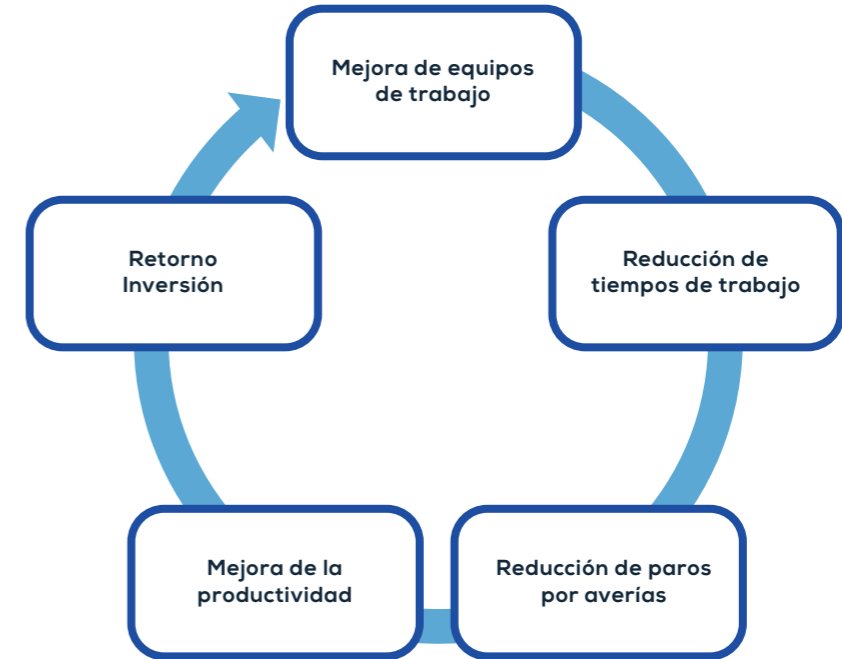 Mejora de equipos
de trabajo
Reducción de
tiempos de trabajo
Reducción de paros
por averías
Mejora de la
productividad
Retorno
Inversión